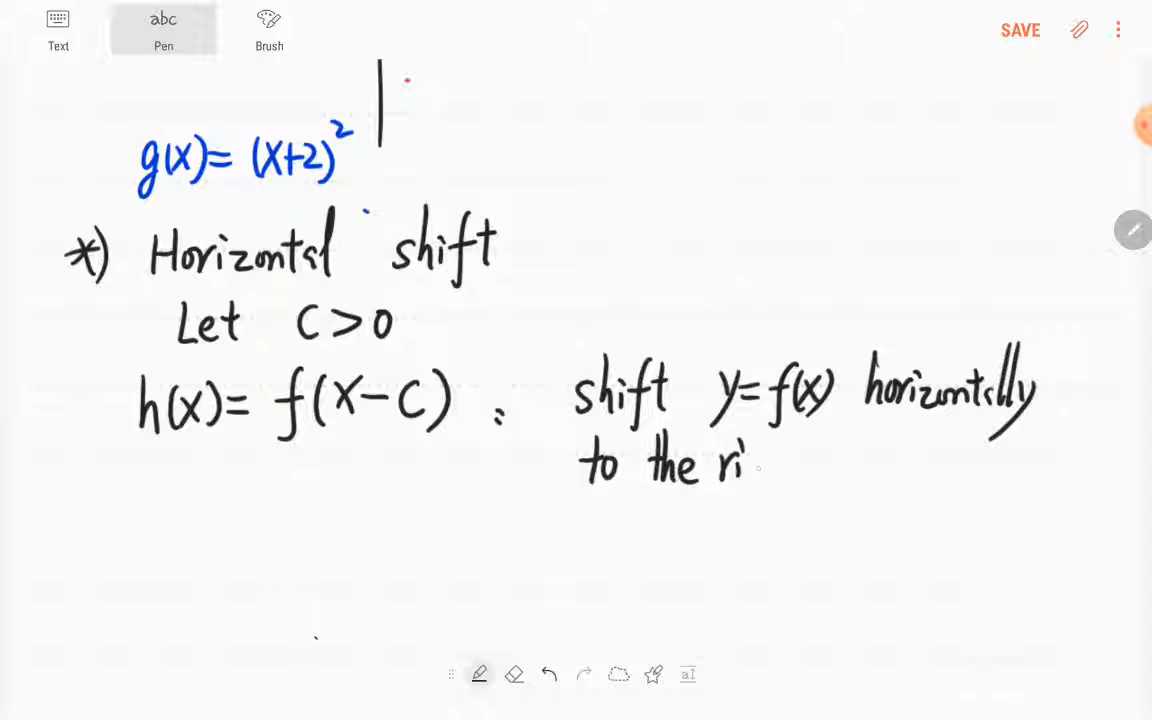 Text
abc
Pen
Brush
SAVE
g(x)= (x+2)²
*) Horizontal shift
Let C>0
h(x)= f(x-C) : shift y=f(x) horizontally
to the ri